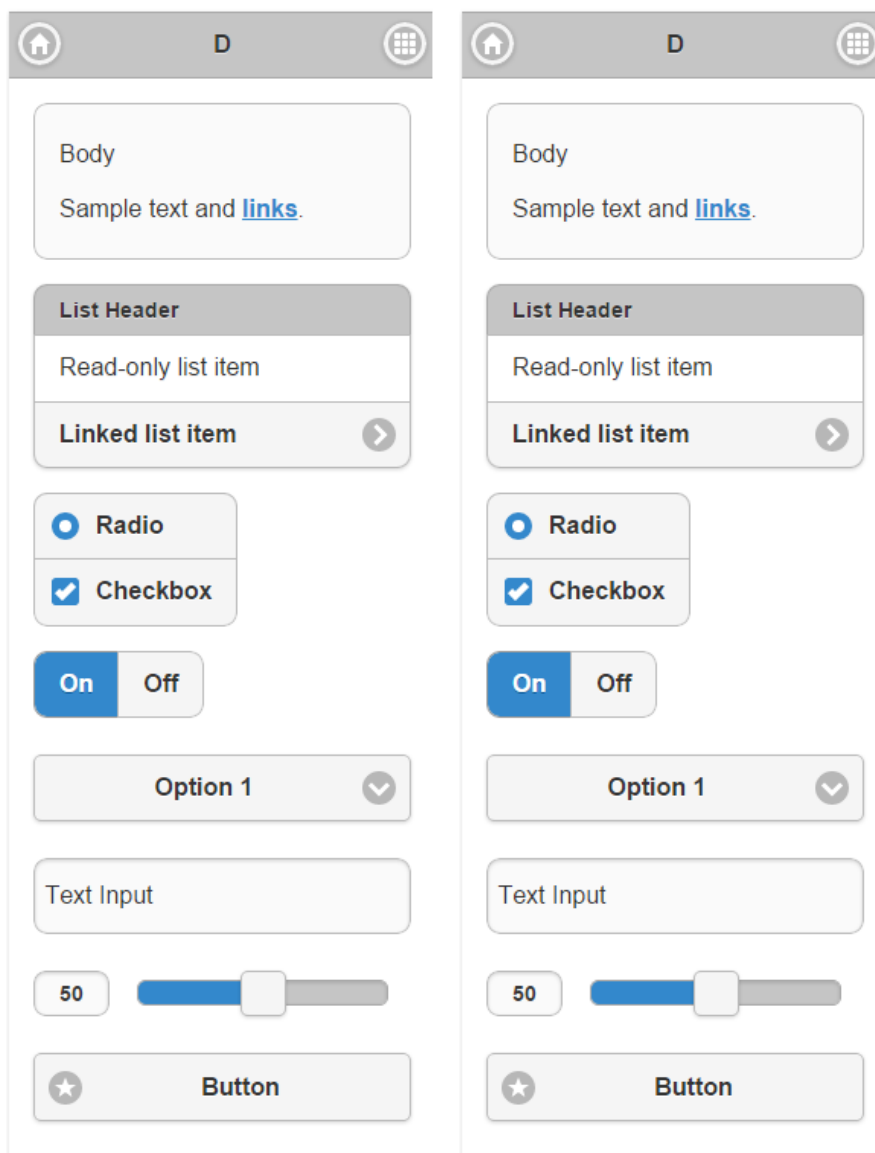 D
Body
Sample text and links.
List Header
Read-only list item
Linked list item
Radio
Checkbox
On Off
Option 1
Text Input
50
Button
D
Body
Sample text and links.
List Header
Read-only list item
Linked list item
Radio
Checkbox
On Off
Option 1
Text Input
50
Button